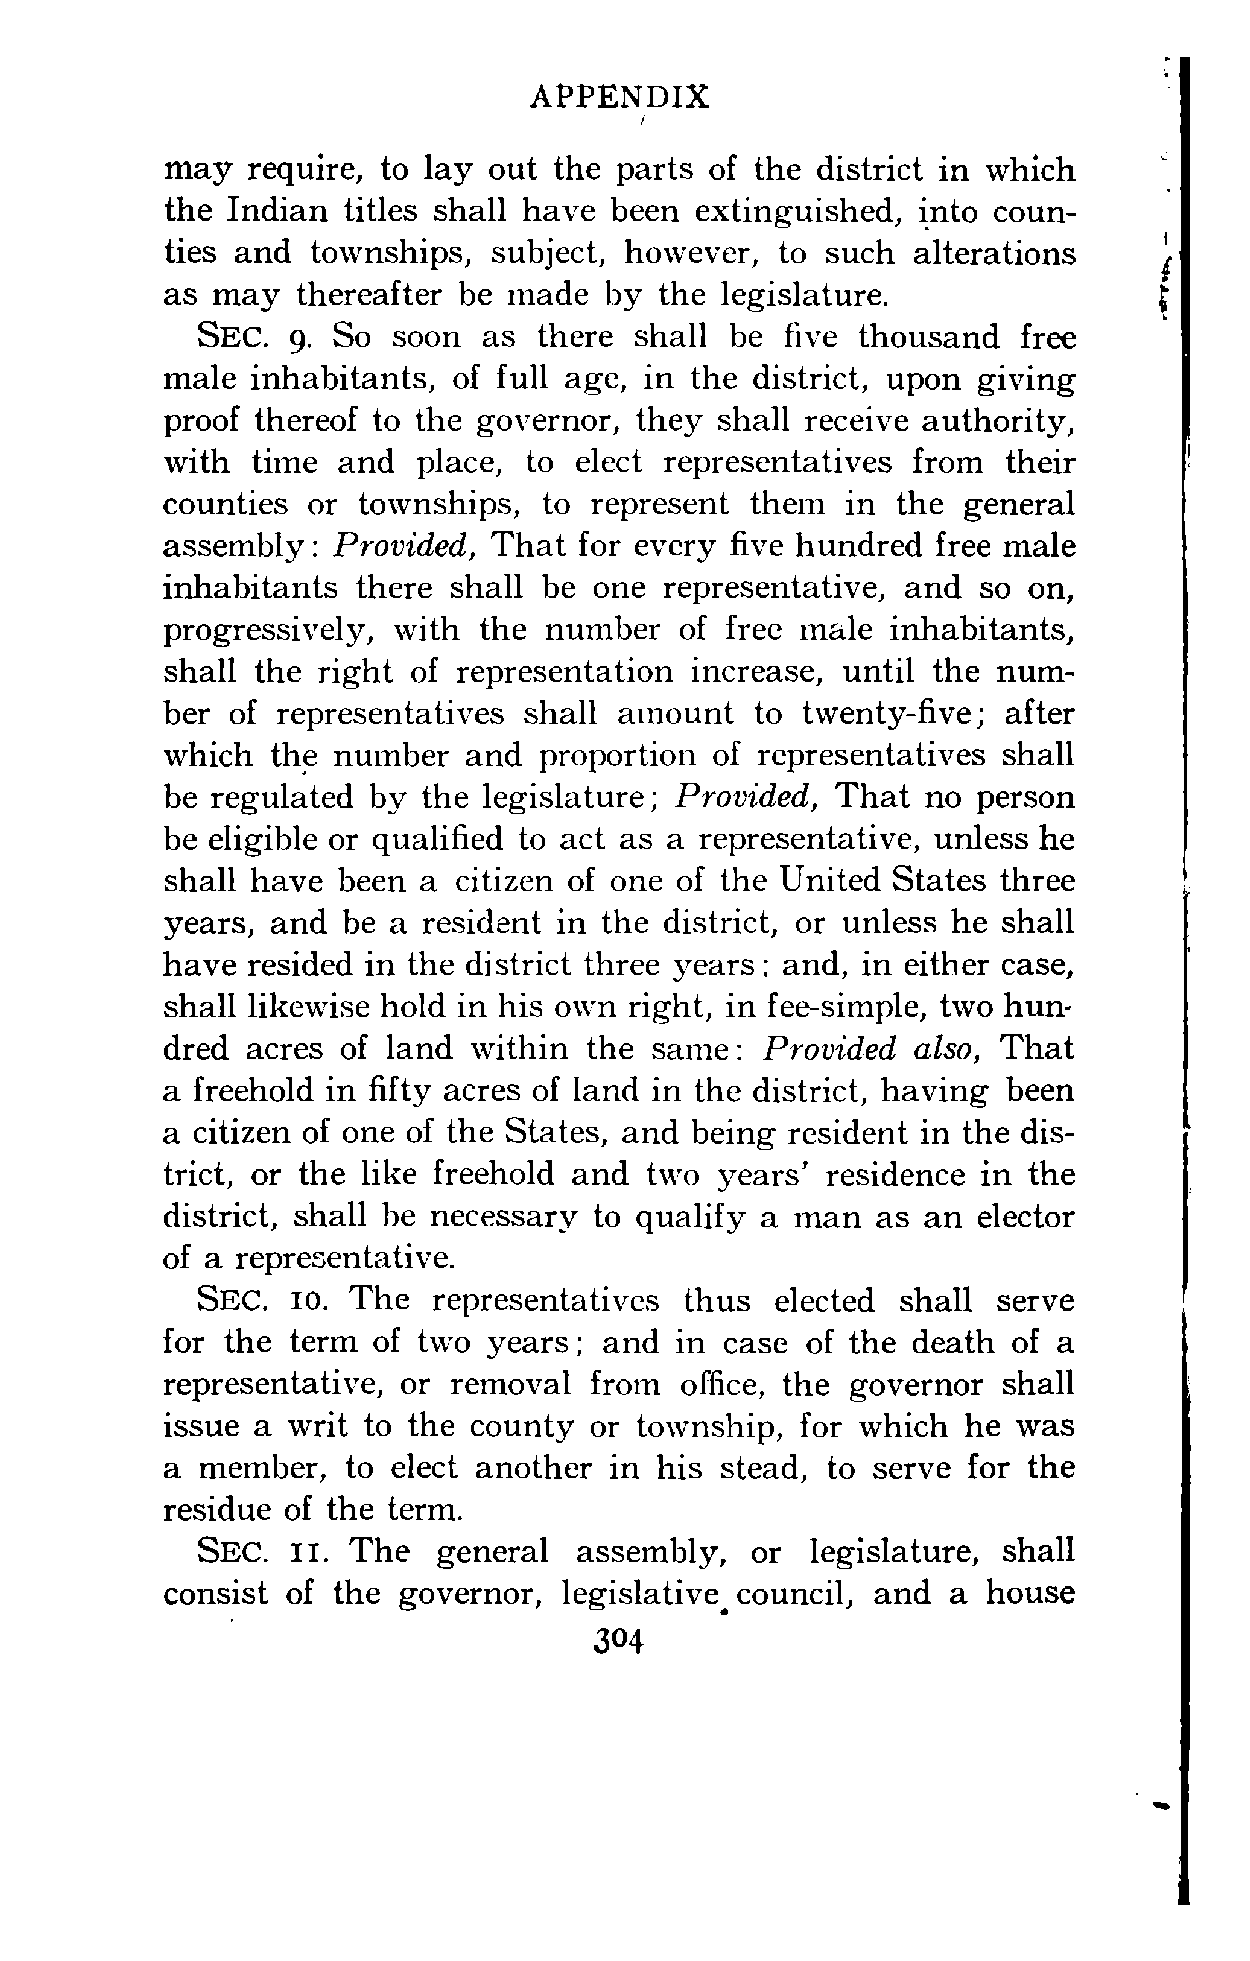 APPENDIX
may require, to lay out the parts of the district in which
the Indian titles shall have been extinguished, into coun-
ties and townships, subject, however, to such alterations
as may thereafter be made by the legislature.
SEC. 9. So soon as there shall be five thousand free
male inhabitants, of full age, in the district, upon giving
proof thereof to the governor, they shall receive authority,
with time and place, to elect representatives from their
counties or townships, to represent them in the general
assembly: Provided, That for every five hundred free male
inhabitants there shall be one representative, and so on,
progressively, with the number of free male inhabitants,
shall the right of representation increase, until the num-
ber of representatives shall amount to twenty-five; after
which the number and proportion of representatives shall
be regulated by the legislature; Provided, That no person
be eligible or qualified to act as a representative, unless he
shall have been a citizen of one of the United States three
years, and be a resident in the district, or unless he shall
have resided in the district three years; and, in either case,
shall likewise hold in his own right, in fee-simple, two hun-
dred acres of land within the same: Provided also, That
a freehold in fifty acres of land in the district, having been
a citizen of one of the States, and being resident in the dis-
trict, or the like freehold and two years' residence in the
district, shall be necessary to qualify a man as an elector
of a representative.
SEC. 10. The representatives thus elected shall serve
for the term of two years; and in case of the death of a
representative, or removal from office, the governor shall
issue a writ to the county or township, for which he was
a member, to elect another in his stead, to serve for the
residue of the term.
SEC. 11. The general assembly, or legislature, shall
consist of the governor, legislative council, and a house
304